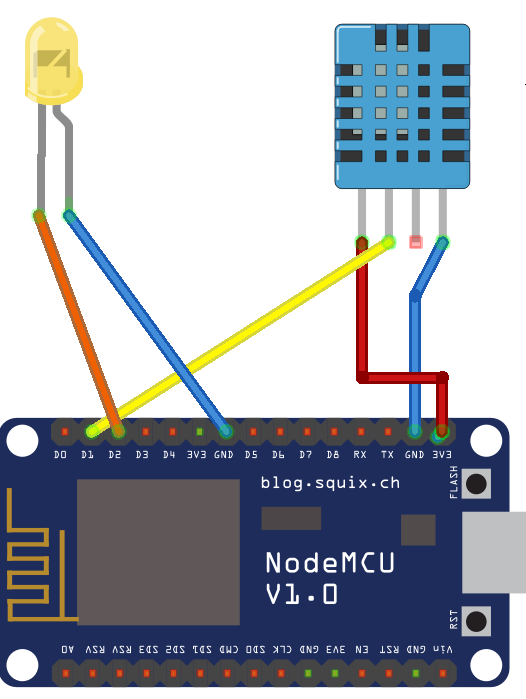 D0 D1 D2 D3 D4 3V3 GND D5 D6 D7 D8 RX TX GND 3V3
blog.squix.ch
FLASH
NodeMCU
V1.0
RST
A0 RSV RSV SD3 SD2 SD1 CMD SD0 CLK GND 3V3 EN RST GND Vin